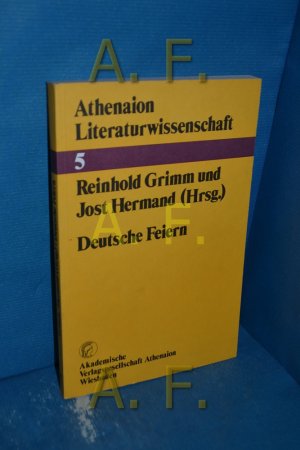 A. F.
Athenaion
Literaturwissenschaft
5
Reinhold Grimm und
Jost Hermand (Hrsg.)
A. F.
Deutsche Feiern
Akademische
Verlagsgesellschaft Athenaion
Wiesbaden
A. F.